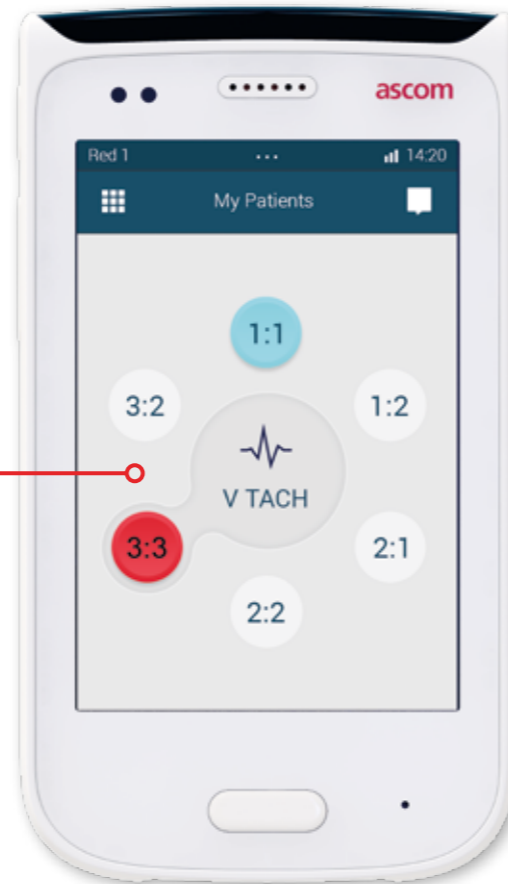 ascom
Red 1 ... 14:20
My Patients
1:1
3:2 1:2
V TACH
3:3 2:1
2:2